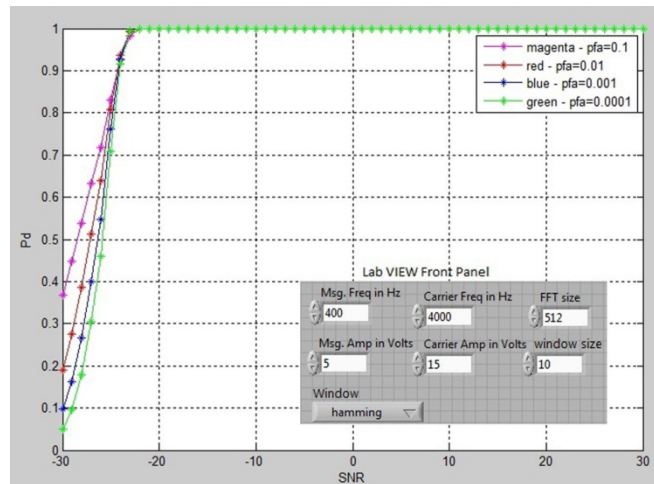 1
0.9
0.8
0.7
0.6
0.5
0.4
0.3
0.2
0.1
0
Pd
-30
-20
-10
0
10
20
30
SNR
magenta - pfa=0.1
red - pfa=0.01
blue - pfa=0.001
green - pfa=0.0001
Lab VIEW Front Panel
Msg. Freq in Hz
Carrier Freq in Hz
FFT size
400
4000
512
Msg. Amp in Volts
Carrier Amp in Volts
window size
5
15
10
Window
hamming